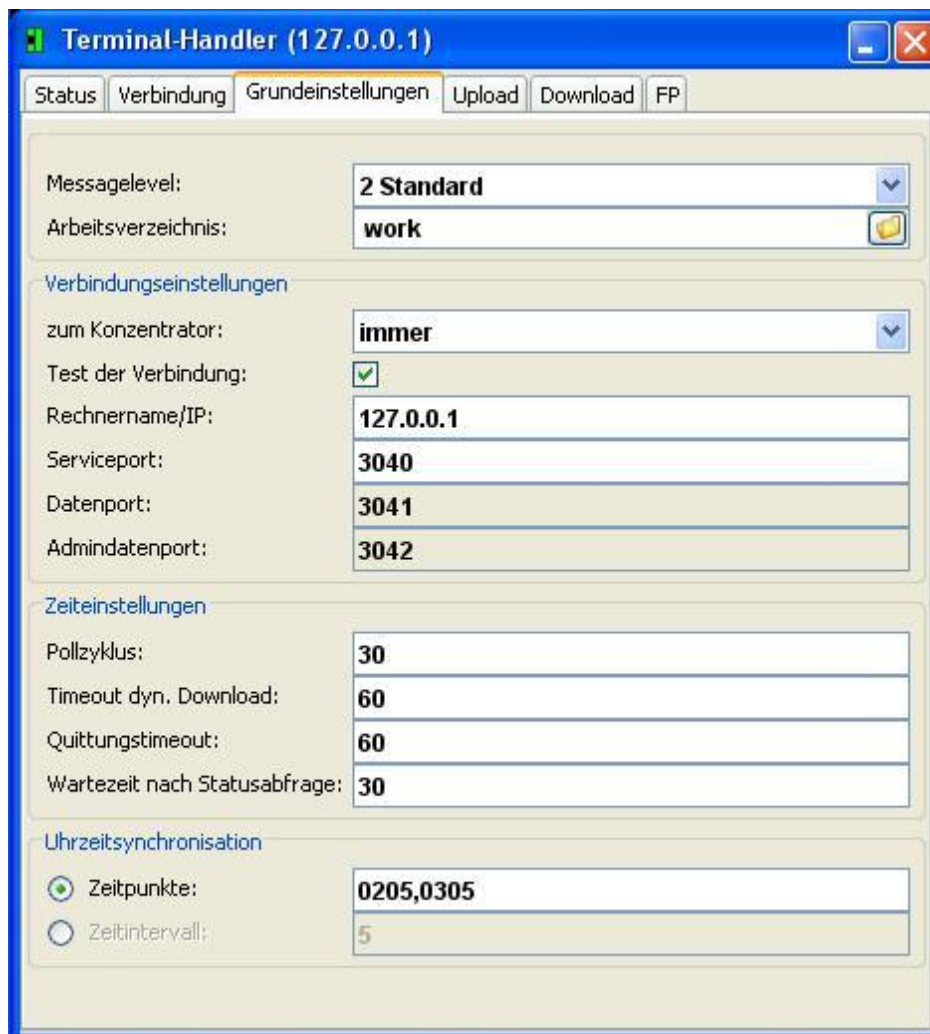 Terminal-Handler (127.0.0.1)
Status Verbindung Grundeinstellungen Upload Download FP
Messagelevel: 2 Standard
Arbeitsverzeichnis: work
Verbindungseinstellungen
zum Konzentrator: immer
Test der Verbindung:
Rechnername/IP: 127.0.0.1
Serviceport: 3040
Datenport: 3041
Admindatenport: 3042
Zeiteinstellungen
Pollzyklus: 30
Timeout dyn. Download: 60
Quittungstimeout: 60
Wartezeit nach Statusabfrage: 30
Uhrzeitsynchronisation
Zeitpunkte: 0205,0305
Zeitintervall: 5